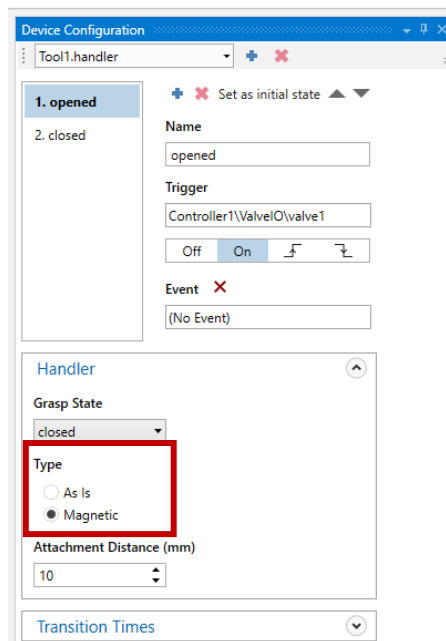 Device Configuration
Tool1.handler
1. opened
2. closed
Set as initial state
Name
opened
Trigger
Controller1\ValveIO\valve1
Off On
Event
(No Event)
Handler
Grasp State
closed
Type
As Is
Magnetic
Attachment Distance (mm)
10
Transition Times